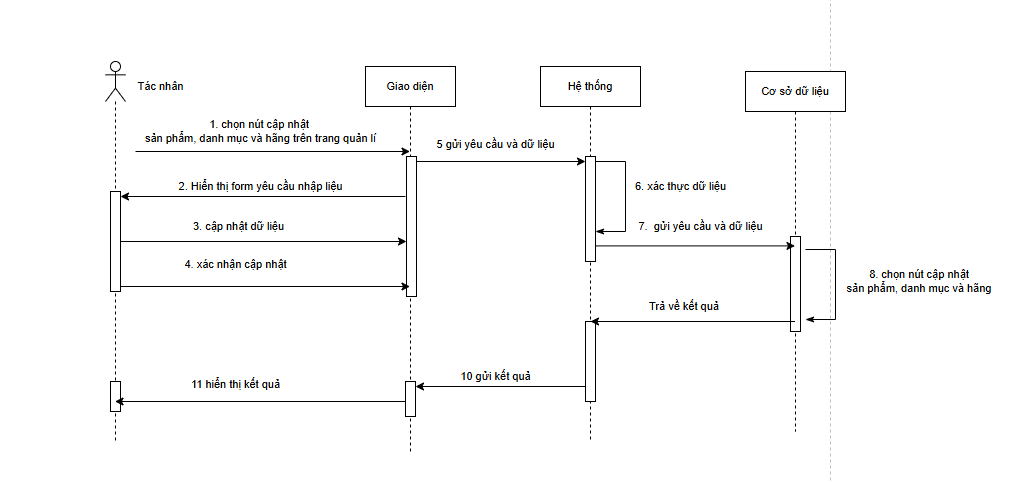 Tác nhân
Giao diện
Hệ thống
Cơ sở dữ liệu
1. chọn nút cập nhật
sản phẩm, danh mục và hãng trên trang quản lí
5 gửi yêu cầu và dữ liệu
2. Hiển thị form yêu cầu nhập liệu
6. xác thực dữ liệu
3. cập nhật dữ liệu
7. gửi yêu cầu và dữ liệu
4. xác nhận cập nhật
8. chọn nút cập nhật
sản phẩm, danh mục và hãng
Trả về kết quả
10 gửi kết quả
11 hiển thị kết quả